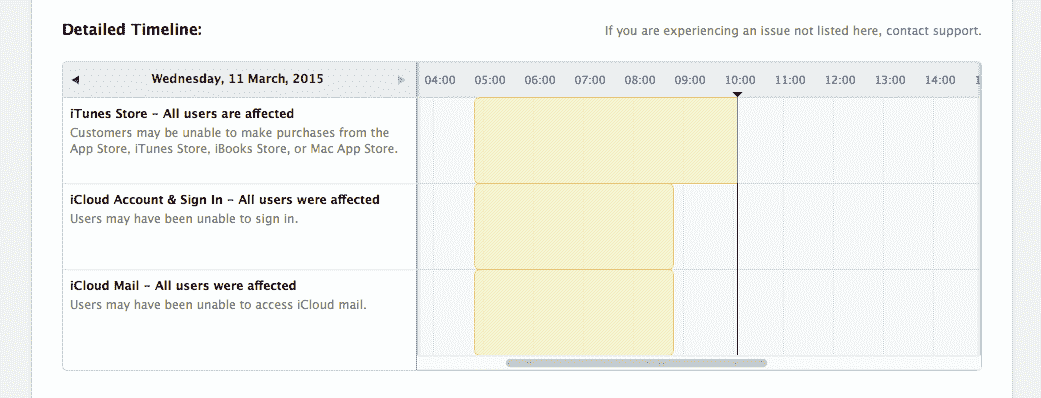 Detailed Timeline:
If you are experiencing an issue not listed here, contact support.
Wednesday, 11 March, 2015
04:00 05:00 06:00 07:00 08:00 09:00 10:00 11:00 12:00 13:00 14:00 1
iTunes Store - All users are affected
Customers may be unable to make purchases from the
App Store, iTunes Store, iBooks Store, or Mac App Store.
iCloud Account & Sign In - All users were affected
Users may have been unable to sign in.
iCloud Mail - All users were affected
Users may have been unable to access iCloud mail.